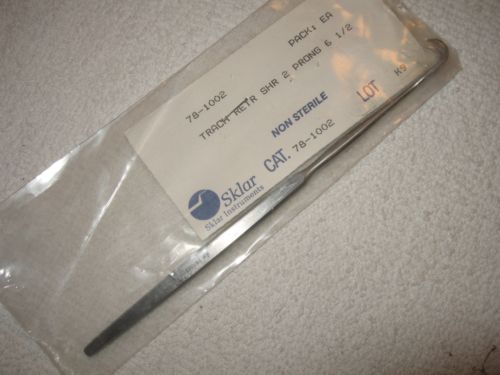 78-1002
PACK: EA
TRACH RETR SHR 2 PRONG 6 1/2
NON STERILE
CAT. 78-1002
LOT K9
Sklar
Sklar Instruments